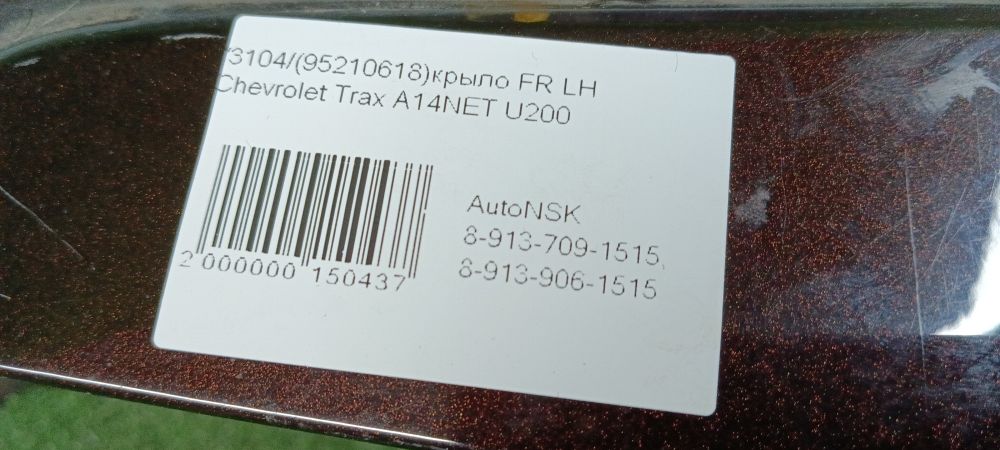 73104/(95210618)крыло FR LH
Chevrolet Trax A14NET U200
AutoNSK
8-913-709-1515,
8-913-906-1515
2 000000 150437